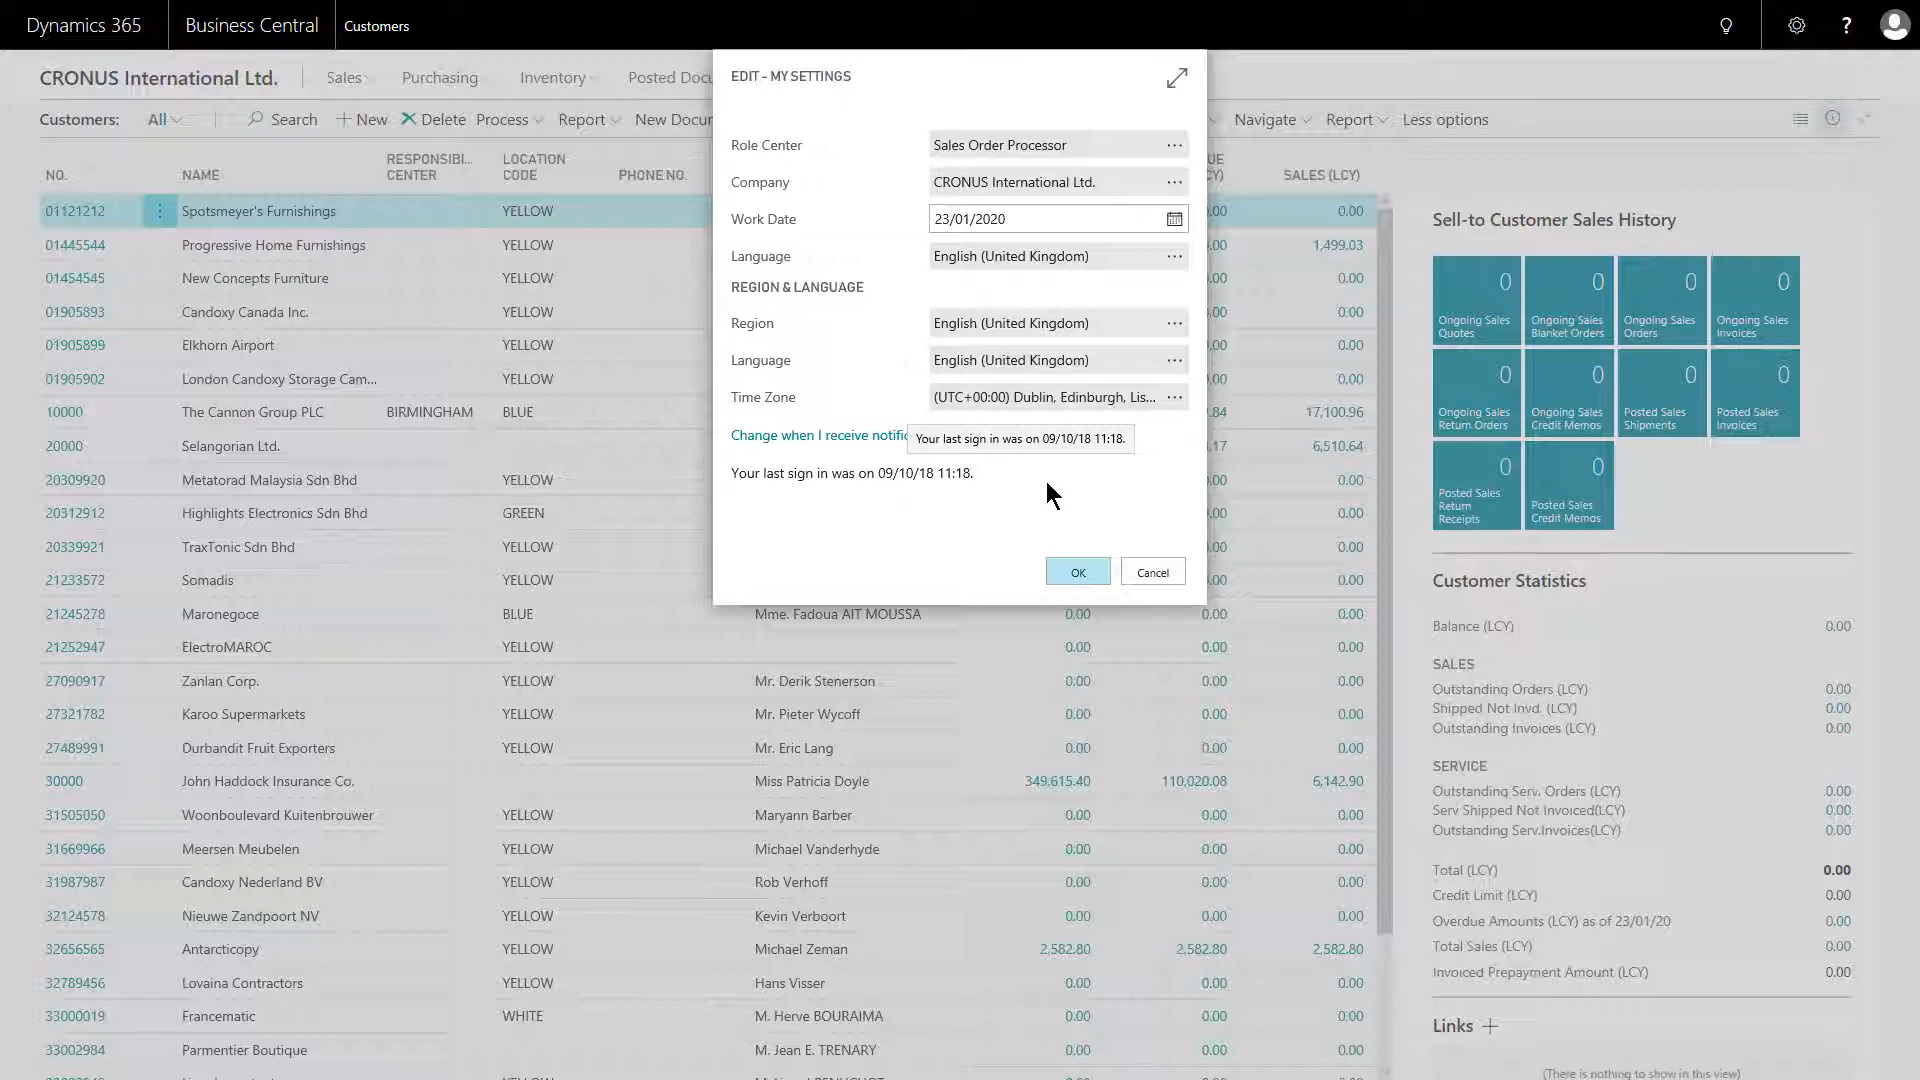 Dynamics 365 Business Central Customers ?
CRONUS International Ltd. Sales Purchasing Inventory Posted Docu
Customers: All Search + New Delete Process Report New Docum Navigate Report Less options
EDIT - MY SETTINGS
Role Center Sales Order Processor ...
Company CRONUS International Ltd. ...
Work Date 23/01/2020
Language English (United Kingdom) ...
REGION & LANGUAGE
Region English (United Kingdom) ...
Language English (United Kingdom) ...
Time Zone (UTC+00:00) Dublin, Edinburgh, Lis... ...
Change when I receive notific
Your last sign in was on 09/10/18 11:18.
Your last sign in was on 09/10/18 11:18.
OK Cancel
NO. NAME RESPONSIBI... CENTER LOCATION CODE PHONE NO. SALES (LCY)
01121212 Spotsmeyer's Furnishings YELLOW .00 0.00
01445544 Progressive Home Furnishings YELLOW .00 1,499.03
01454545 New Concepts Furniture YELLOW .00 0.00
01905893 Candoxy Canada Inc. YELLOW .00 0.00
01905899 Elkhorn Airport YELLOW .00 0.00
01905902 London Candoxy Storage Cam... YELLOW .00 0.00
10000 The Cannon Group PLC BIRMINGHAM BLUE .84 17,100.96
20000 Selangorian Ltd. .17 6,510.64
20309920 Metatorad Malaysia Sdn Bhd YELLOW .00 0.00
20312912 Highlights Electronics Sdn Bhd GREEN .00 0.00
20339921 TraxTonic Sdn Bhd YELLOW .00 0.00
21233572 Somadis YELLOW .00 0.00
21245278 Maronegoce BLUE Mme. Fadoua AIT MOUSSA 0.00 0.00 0.00
21252947 ElectroMAROC YELLOW 0.00 0.00 0.00
27090917 Zanlan Corp. YELLOW Mr. Derik Stenerson 0.00 0.00 0.00
27321782 Karoo Supermarkets YELLOW Mr. Pieter Wycoff 0.00 0.00 0.00
27489991 Durbandit Fruit Exporters YELLOW Mr. Eric Lang 0.00 0.00 0.00
30000 John Haddock Insurance Co. Miss Patricia Doyle 349,615.40 110,020.08 6,142.90
31505050 Woonboulevard Kuitenbrouwer YELLOW Maryann Barber 0.00 0.00 0.00
31669966 Meersen Meubelen YELLOW Michael Vanderhyde 0.00 0.00 0.00
31987987 Candoxy Nederland BV YELLOW Rob Verhoff 0.00 0.00 0.00
32124578 Nieuwe Zandpoort NV YELLOW Kevin Verboort 0.00 0.00 0.00
32656565 Antarcticopy YELLOW Michael Zeman 2,582.80 2,582.80 2,582.80
32789456 Lovaina Contractors YELLOW Hans Visser 0.00 0.00 0.00
33000019 Francematic WHITE M. Herve BOURAIMA 0.00 0.00 0.00
33002984 Parmentier Boutique M. Jean E. TRENARY 0.00 0.00 0.00
Sell-to Customer Sales History
0 Ongoing Sales Quotes
0 Ongoing Sales Blanket Orders
0 Ongoing Sales Orders
0 Ongoing Sales Invoices
0 Ongoing Sales Return Orders
0 Ongoing Sales Credit Memos
0 Posted Sales Shipments
0 Posted Sales Invoices
0 Posted Sales Return Receipts
0 Posted Sales Credit Memos
Customer Statistics
Balance (LCY) 0.00
SALES
Outstanding Orders (LCY) 0.00
Shipped Not Invd. (LCY) 0.00
Outstanding Invoices (LCY) 0.00
SERVICE
Outstanding Serv. Orders (LCY) 0.00
Serv Shipped Not Invoiced(LCY) 0.00
Outstanding Serv.Invoices(LCY) 0.00
Total (LCY) 0.00
Credit Limit (LCY) 0.00
Overdue Amounts (LCY) as of 23/01/20 0.00
Total Sales (LCY) 0.00
Invoiced Prepayment Amount (LCY) 0.00
Links +
(There is nothing to show in this view)